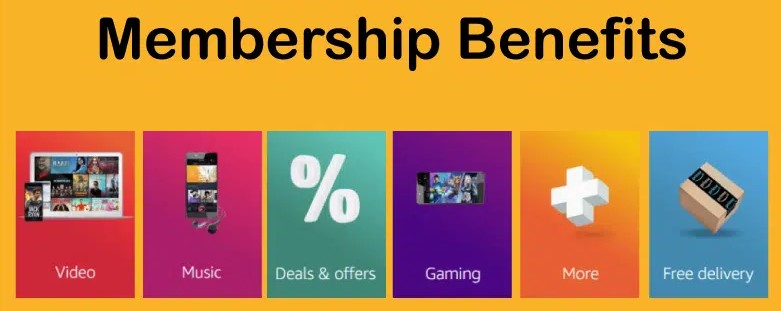 Membership Benefits
Video
Music
Deals & offers
Gaming
More
Free delivery